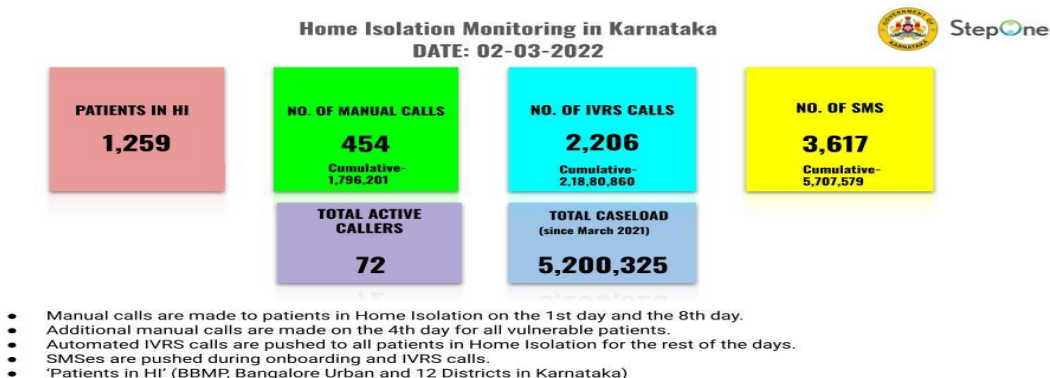 Home Isolation Monitoring in Karnataka
DATE: 02-03-2022
GOVERNMENT OF
KARNATAKA
StepOne
PATIENTS IN HI
1,259
NO. OF MANUAL CALLS
454
Cumulative-
1,796,201
NO. OF IVRS CALLS
2,206
Cumulative-
2,18,80,860
NO. OF SMS
3,617
Cumulative-
5,707,579
TOTAL ACTIVE
CALLERS
72
TOTAL CASELOAD
(since March 2021)
5,200,325
• Manual calls are made to patients in Home Isolation on the 1st day and the 8th day.
• Additional manual calls are made on the 4th day for all vulnerable patients.
• Automated IVRS calls are pushed to all patients in Home Isolation for the rest of the days.
• SMSes are pushed during onboarding and IVRS calls.
• 'Patients in HI' (BBMP, Bangalore Urban and 12 Districts in Karnataka)